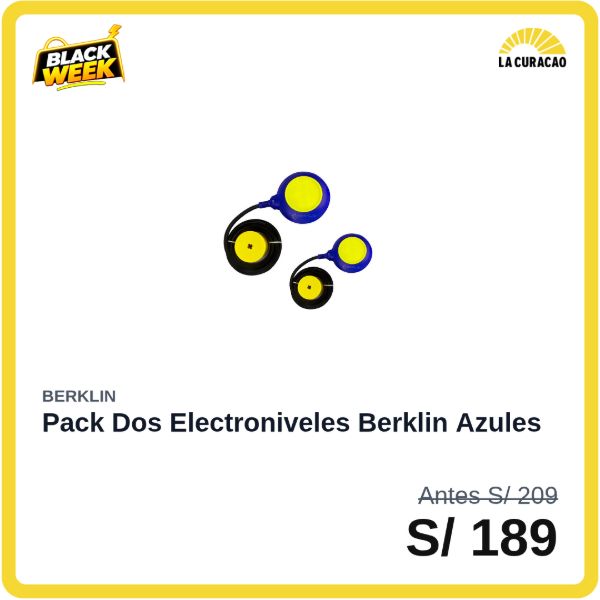 BLACK
WEEK
LA CURACAO
BERKLIN
Pack Dos Electroniveles Berklin Azules
Antes S/ 209
S/ 189